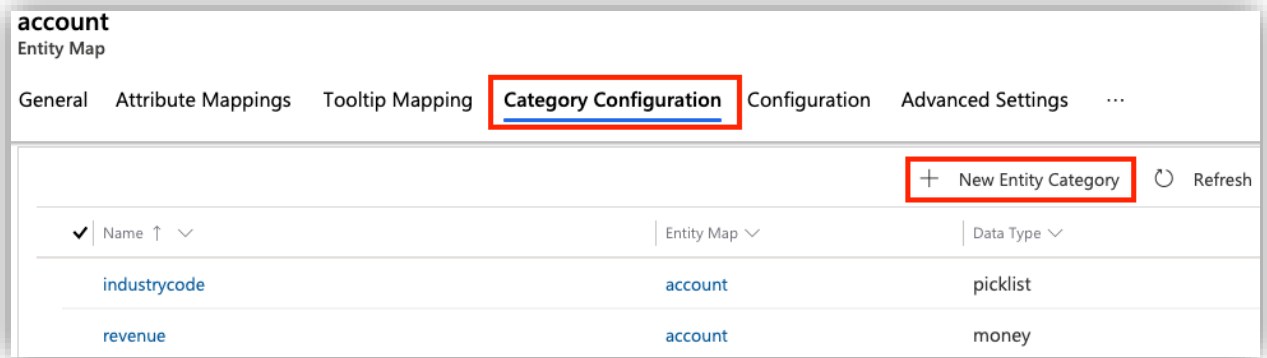 account
Entity Map
General Attribute Mappings Tooltip Mapping Category Configuration Configuration Advanced Settings ...
+ New Entity Category Refresh
Name ↑ Entity Map Data Type
industrycode account picklist
revenue account money